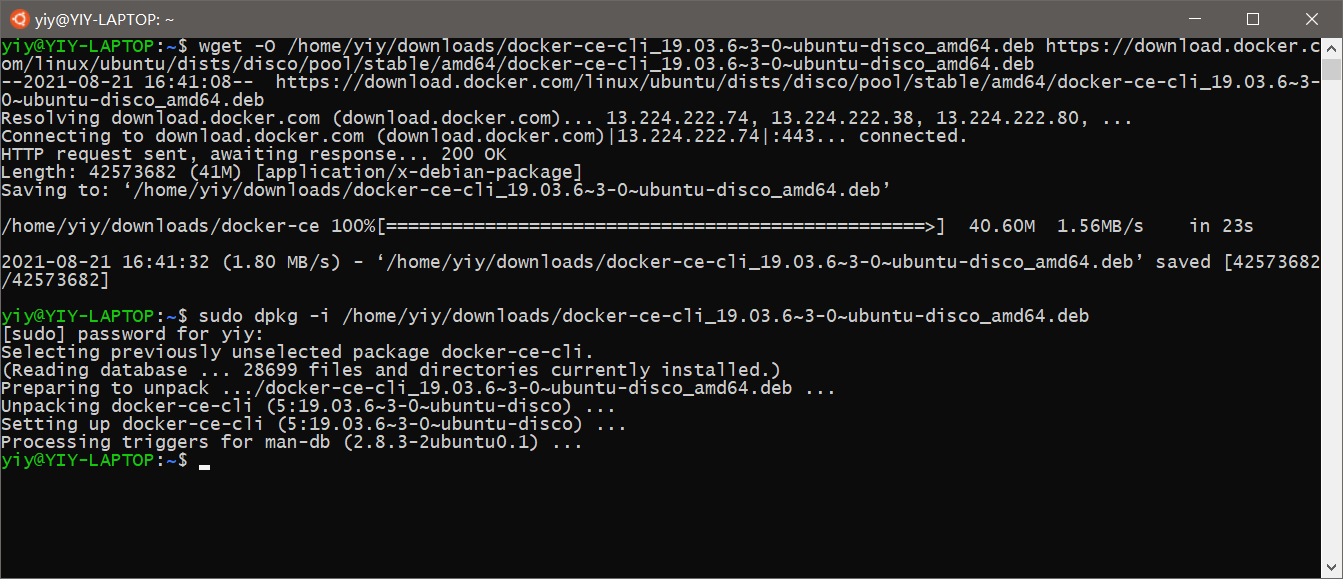 yiy@YIY-LAPTOP: ~
yiy@YIY-LAPTOP:~$ wget -O /home/yiy/downloads/docker-ce-cli_19.03.6~3-0~ubuntu-disco_amd64.deb https://download.docker.c
om/linux/ubuntu/dists/disco/pool/stable/amd64/docker-ce-cli_19.03.6~3-0~ubuntu-disco_amd64.deb
--2021-08-21 16:41:08--  https://download.docker.com/linux/ubuntu/dists/disco/pool/stable/amd64/docker-ce-cli_19.03.6~3-
0~ubuntu-disco_amd64.deb
Resolving download.docker.com (download.docker.com)... 13.224.222.74, 13.224.222.38, 13.224.222.80, ...
Connecting to download.docker.com (download.docker.com)|13.224.222.74|:443... connected.
HTTP request sent, awaiting response... 200 OK
Length: 42573682 (41M) [application/x-debian-package]
Saving to: ‘/home/yiy/downloads/docker-ce-cli_19.03.6~3-0~ubuntu-disco_amd64.deb’
/home/yiy/downloads/docker-ce 100%[=================================================>]  40.60M  1.56MB/s    in 23s
2021-08-21 16:41:32 (1.80 MB/s) - ‘/home/yiy/downloads/docker-ce-cli_19.03.6~3-0~ubuntu-disco_amd64.deb’ saved [42573682
/42573682]
yiy@YIY-LAPTOP:~$ sudo dpkg -i /home/yiy/downloads/docker-ce-cli_19.03.6~3-0~ubuntu-disco_amd64.deb
[sudo] password for yiy:
Selecting previously unselected package docker-ce-cli.
(Reading database ... 28699 files and directories currently installed.)
Preparing to unpack .../docker-ce-cli_19.03.6~3-0~ubuntu-disco_amd64.deb ...
Unpacking docker-ce-cli (5:19.03.6~3-0~ubuntu-disco) ...
Setting up docker-ce-cli (5:19.03.6~3-0~ubuntu-disco) ...
Processing triggers for man-db (2.8.3-2ubuntu0.1) ...
yiy@YIY-LAPTOP:~$